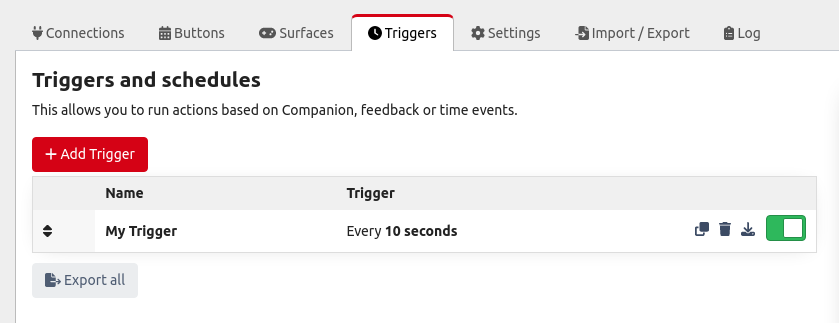 Connections Buttons Surfaces Triggers Settings Import / Export Log
Triggers and schedules
This allows you to run actions based on Companion, feedback or time events.
Add Trigger
Name Trigger
My Trigger Every 10 seconds
Export all